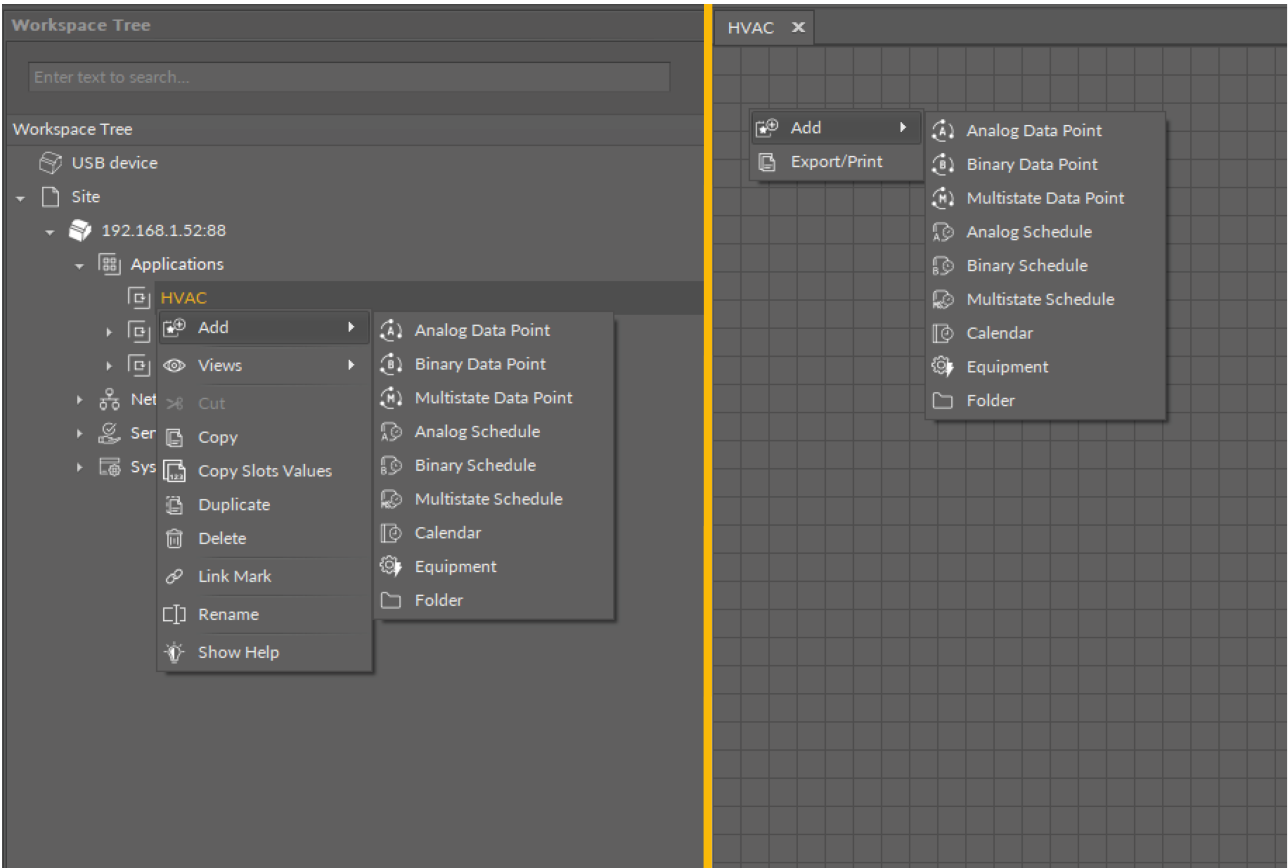 Workspace Tree
Enter text to search...
Workspace Tree
USB device
Site
192.168.1.52:88
Applications
HVAC
Net
Ser
Sys
Add
Views
Cut
Copy
Copy Slots Values
Duplicate
Delete
Link Mark
Rename
Show Help
Analog Data Point
Binary Data Point
Multistate Data Point
Analog Schedule
Binary Schedule
Multistate Schedule
Calendar
Equipment
Folder
HVAC
Add
Export/Print
Analog Data Point
Binary Data Point
Multistate Data Point
Analog Schedule
Binary Schedule
Multistate Schedule
Calendar
Equipment
Folder